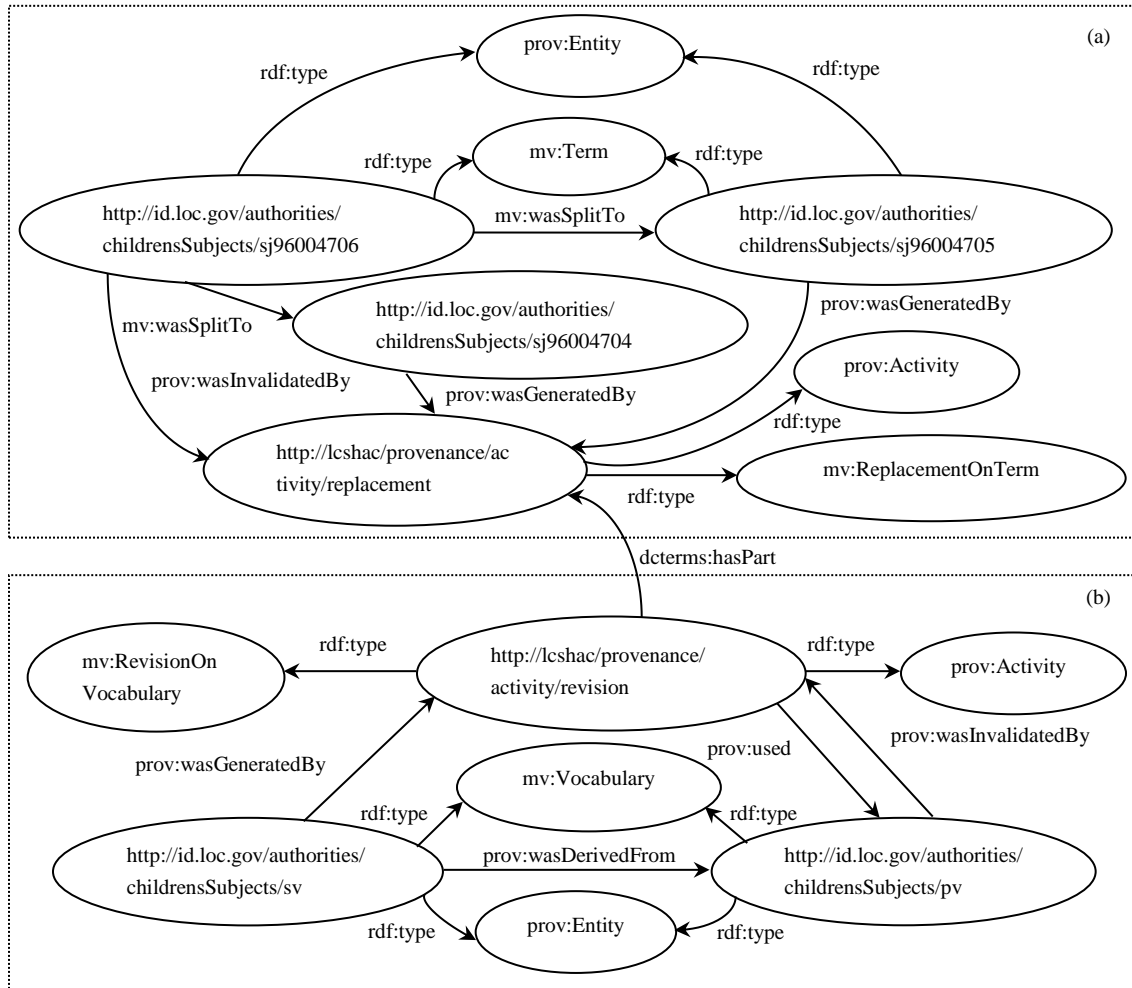 prov:Entity
(a)
rdf:type
rdf:type
mv:Term
rdf:type
rdf:type
http://id.loc.gov/authorities/
childrensSubjects/sj96004706
mv:wasSplitTo
http://id.loc.gov/authorities/
childrensSubjects/sj96004705
mv:wasSplitTo
http://id.loc.gov/authorities/
childrensSubjects/sj96004704
prov:wasGeneratedBy
prov:wasInvalidatedBy
prov:wasGeneratedBy
prov:Activity
rdf:type
http://lcshac/provenance/ac
tivity/replacement
rdf:type
mv:ReplacementOnTerm
dcterms:hasPart
(b)
mv:RevisionOn
Vocabulary
rdf:type
http://lcshac/provenance/
activity/revision
rdf:type
prov:Activity
prov:wasGeneratedBy
prov:used
prov:wasInvalidatedBy
mv:Vocabulary
rdf:type
rdf:type
http://id.loc.gov/authorities/
childrensSubjects/sv
prov:wasDerivedFrom
http://id.loc.gov/authorities/
childrensSubjects/pv
rdf:type
prov:Entity
rdf:type